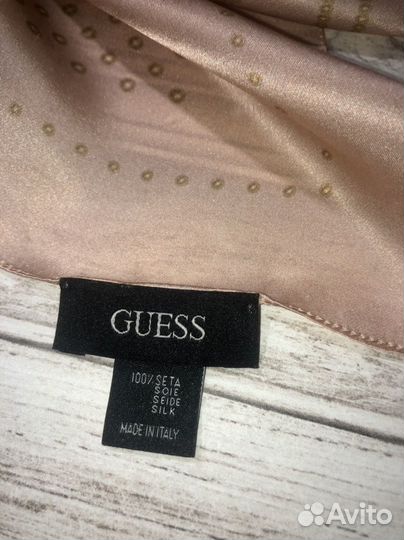 GUESS
100% SETA
SOIE
SEIDE
SILK
MADE IN ITALY
Avito